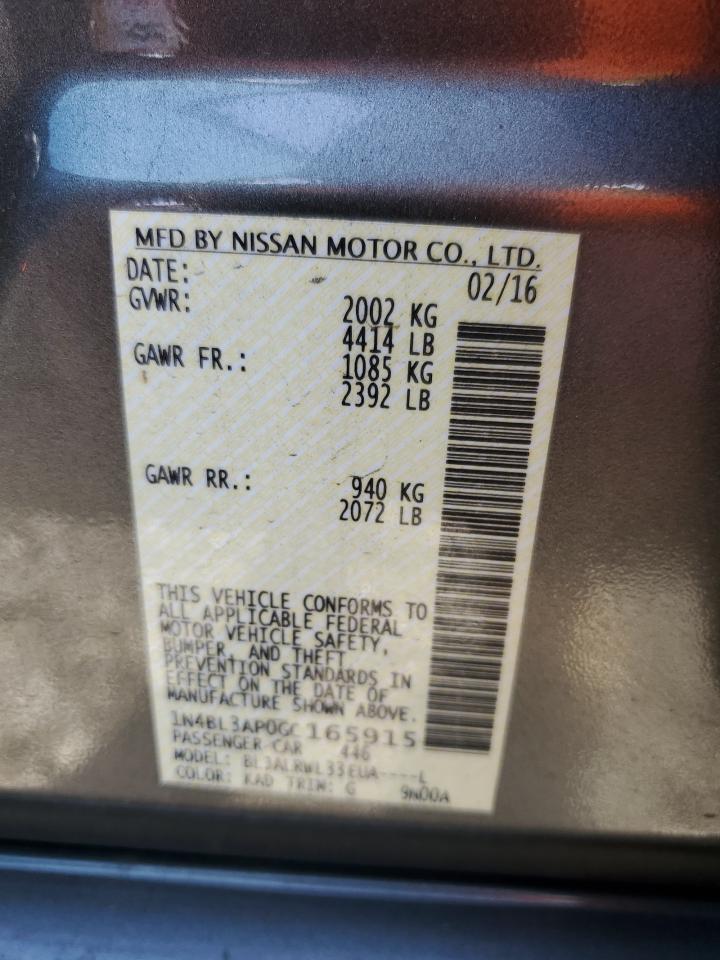 MFD BY NISSAN MOTOR CO., LTD.
DATE: 02/16
GVWR: 2002 KG
4414 LB
GAWR FR.: 1085 KG
2392 LB
GAWR RR.: 940 KG
2072 LB
THIS VEHICLE CONFORMS TO
ALL APPLICABLE FEDERAL
MOTOR VEHICLE SAFETY,
BUMPER, AND THEFT
PREVENTION STANDARDS IN
EFFECT ON THE DATE OF
MANUFACTURE SHOWN ABOVE.
1N4BL3AP0GC165915
PASSENGER CAR 446
MODEL:
COLOR: KAD TRIM: G